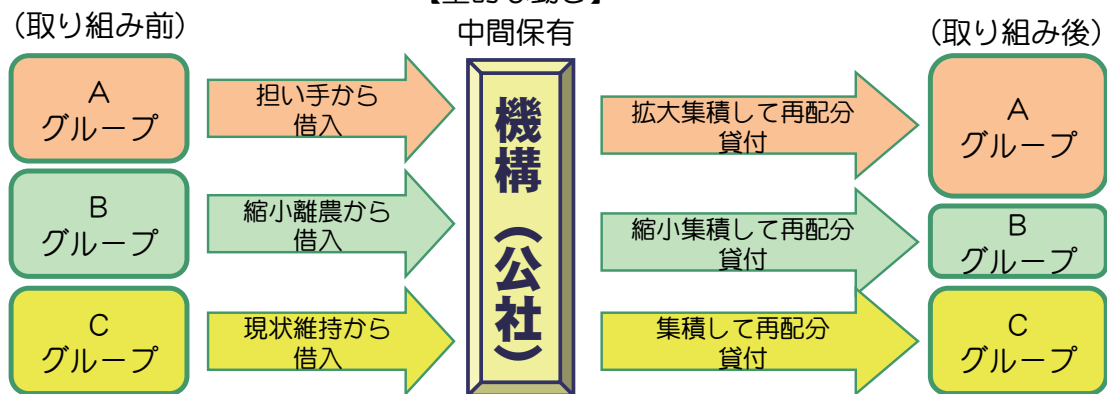 （取り組み前）
中間保有
（取り組み後）
A
グループ
担い手から
借入
機構（公社）
拡大集積して再配分
貸付
A
グループ
B
グループ
縮小離農から
借入
縮小集積して再配分
貸付
B
グループ
C
グループ
現状維持から
借入
集積して再配分
貸付
C
グループ